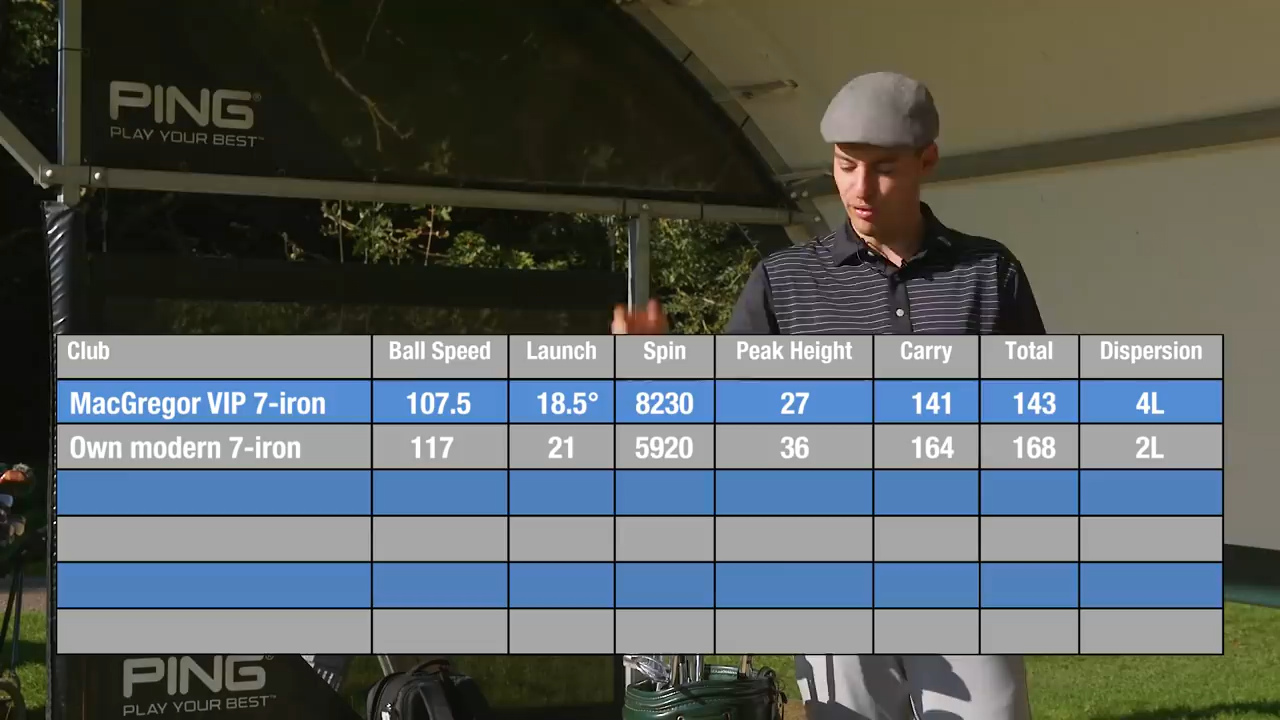 PING®
PLAY YOUR BEST™
Club Ball Speed Launch Spin Peak Height Carry Total Dispersion
MacGregor VIP 7-iron 107.5 18.5° 8230 27 141 143 4L
Own modern 7-iron 117 21 5920 36 164 168 2L
PING®
PLAY YOUR BEST™